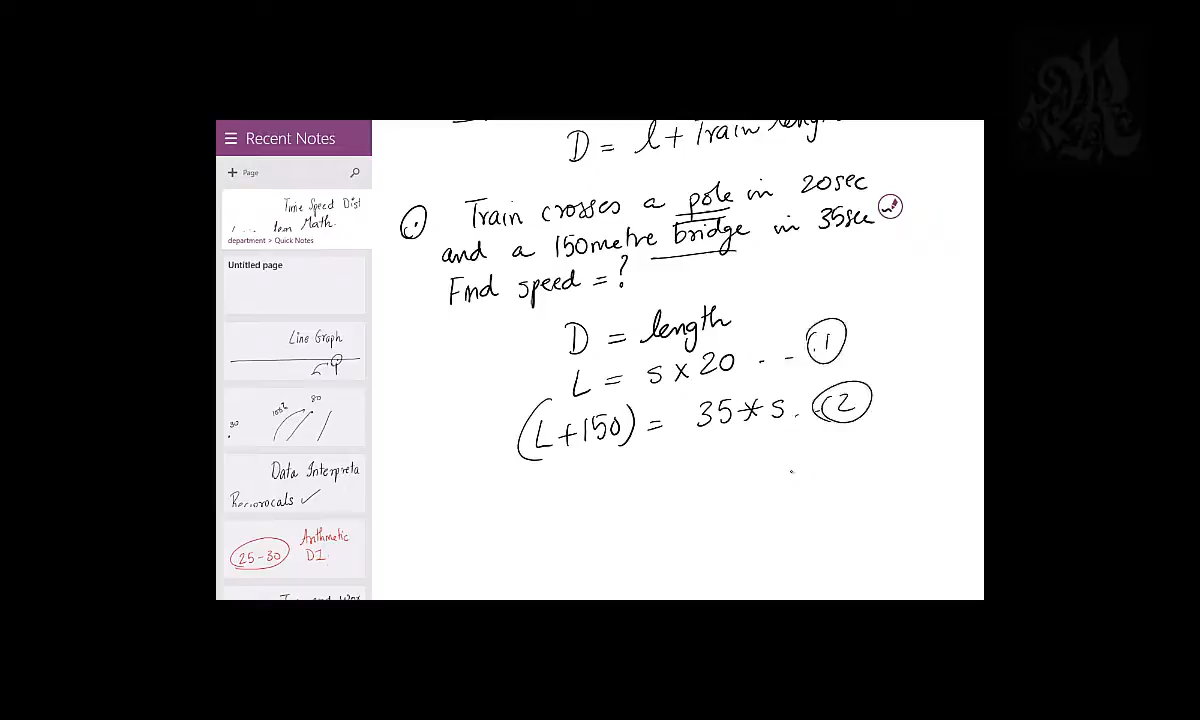 Recent Notes
+ Page
Time Speed Dist
Math.
department > Quick Notes
Untitled page
Line Graph
80
80
Data Interpreta
Reciprocals ✓
25-30
Arithmetic
DI
D = l + Train length
Train crosses a pole in 20sec
and a 150metre bridge in 35sec
Find speed = ?
D = length
L = s × 20 . - - 1
(L+150) = 35 * s . 2